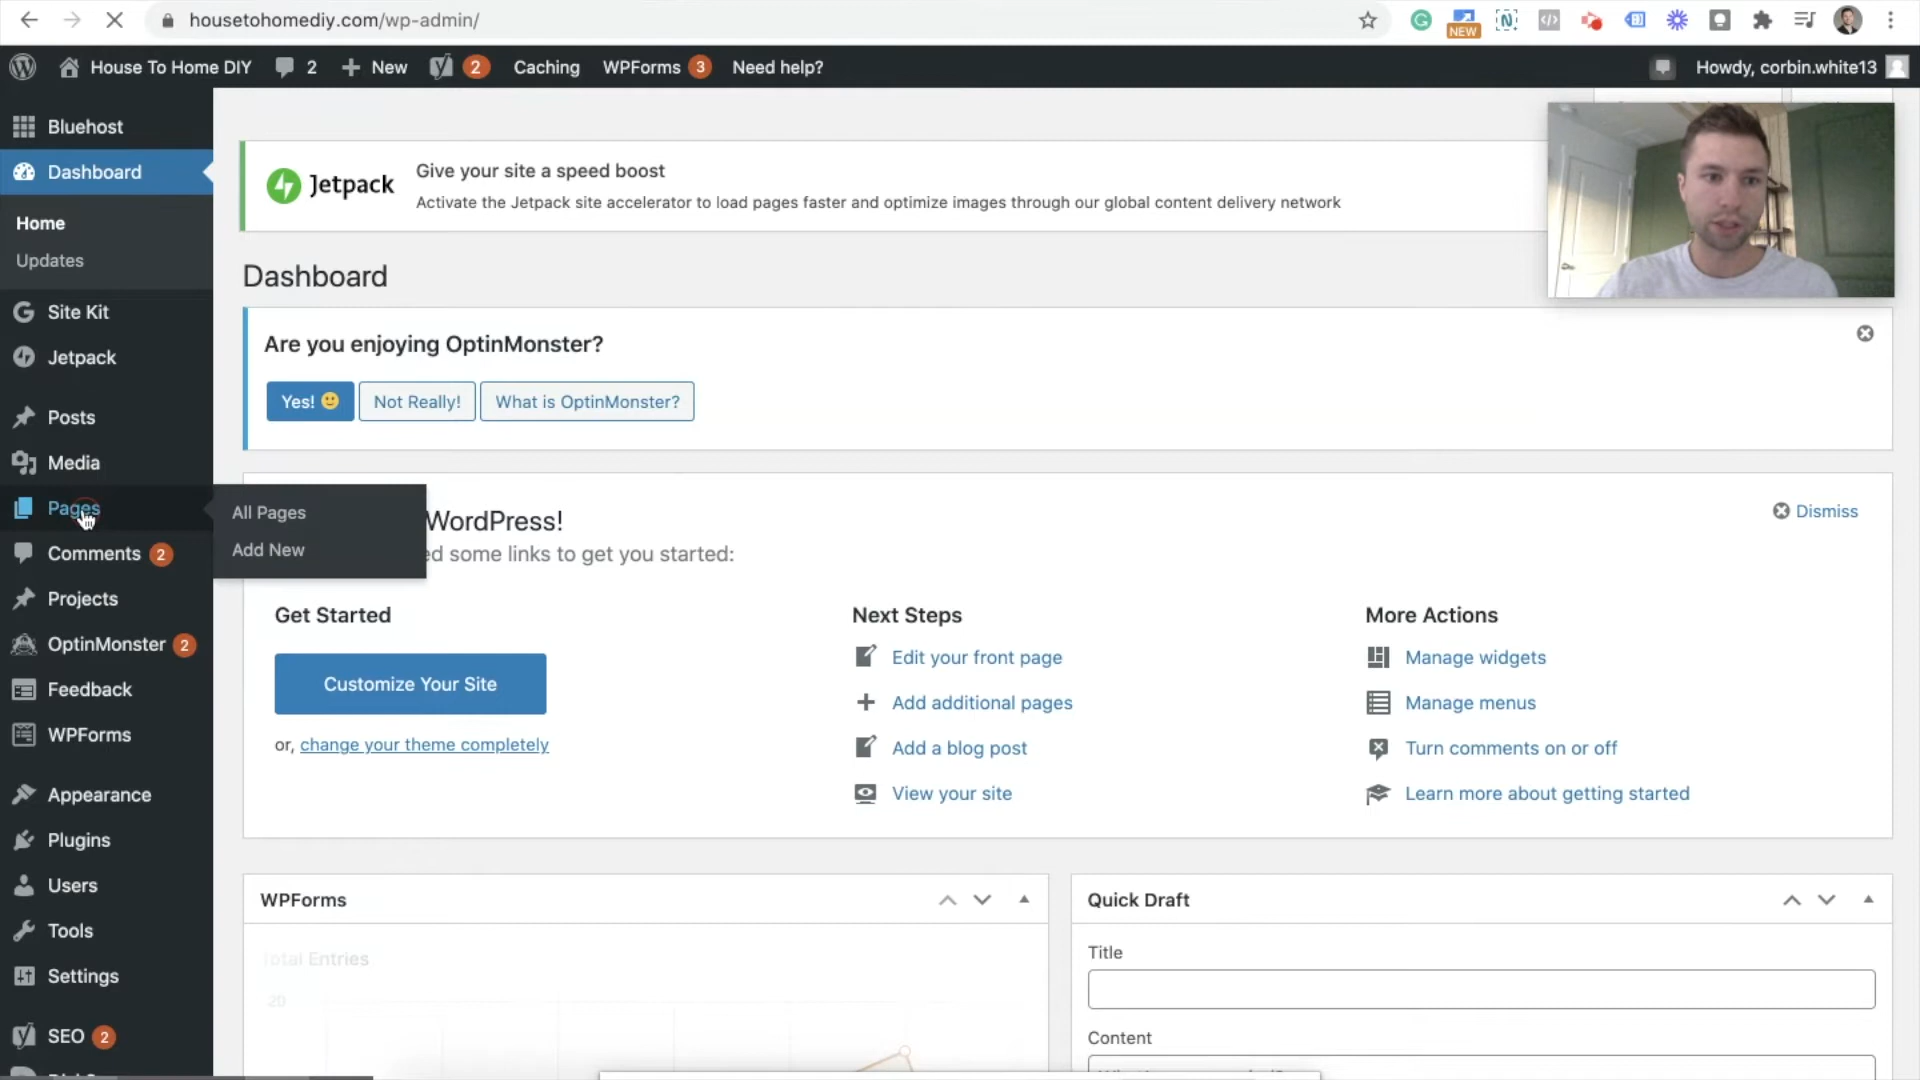 housetohomediy.com/wp-admin/
NEW
House To Home DIY 2 New 2 Caching WPForms 3 Need help? Howdy, corbin.white13
Bluehost
Dashboard
Home
Updates
Site Kit
Jetpack
Posts
Media
Pages
Comments 2
Projects
OptinMonster 2
Feedback
WPForms
Appearance
Plugins
Users
Tools
Settings
SEO 2
All Pages
Add New
Jetpack
Give your site a speed boost
Activate the Jetpack site accelerator to load pages faster and optimize images through our global content delivery network
Dashboard
Are you enjoying OptinMonster?
Yes! 🙂 Not Really! What is OptinMonster?
WordPress!
ed some links to get you started:
Dismiss
Get Started
Customize Your Site
or, change your theme completely
Next Steps
Edit your front page
Add additional pages
Add a blog post
View your site
More Actions
Manage widgets
Manage menus
Turn comments on or off
Learn more about getting started
WPForms
Total Entries
20
Quick Draft
Title
Content